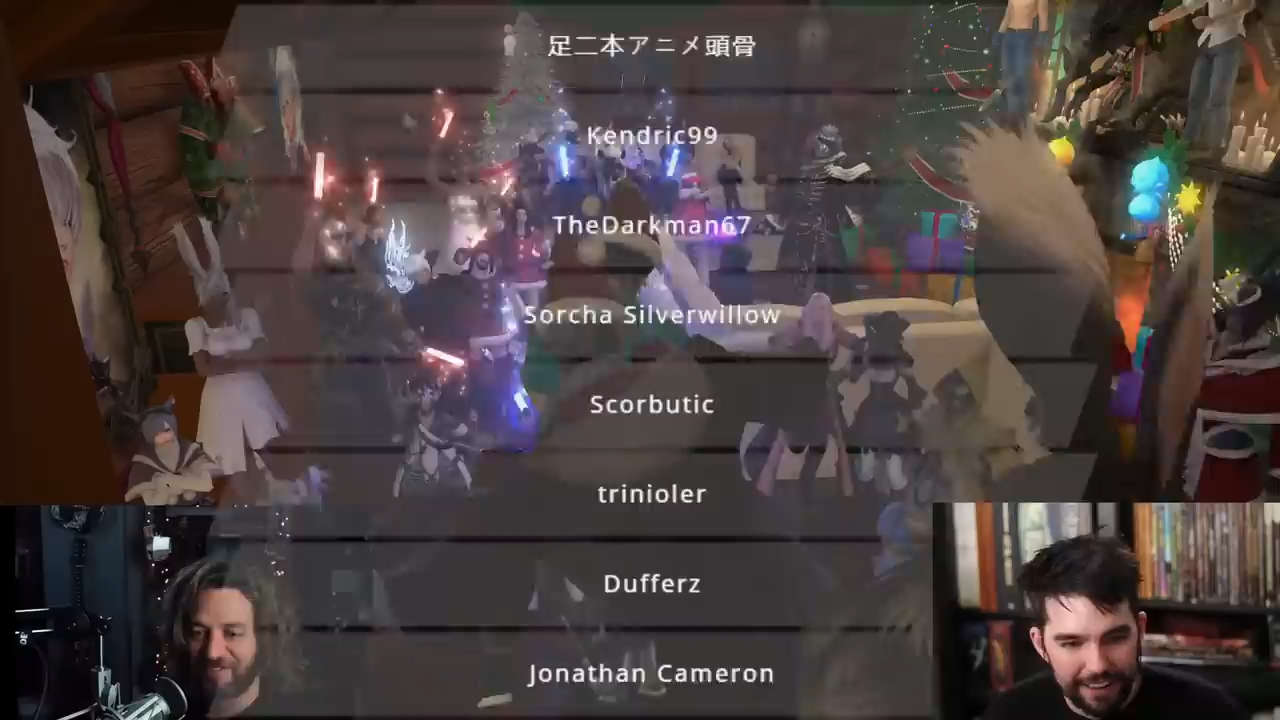 足二本アニメ頭骨
Kendric99
TheDarkman67
Sorcha Silverwillow
Scorbutic
trinioler
Dufferz
Jonathan Cameron